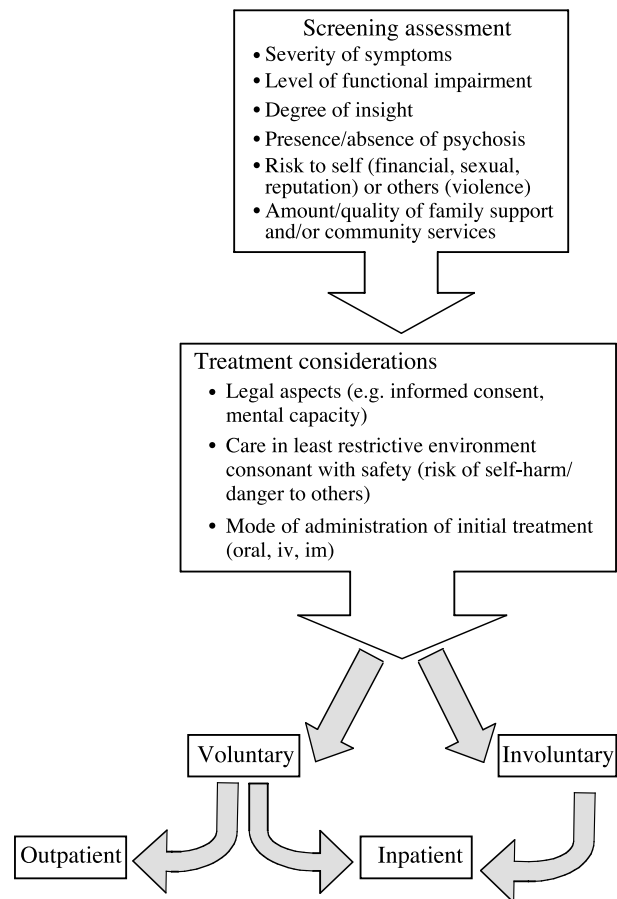 Screening assessment
• Severity of symptoms
• Level of functional impairment
• Degree of insight
• Presence/absence of psychosis
• Risk to self (financial, sexual,
reputation) or others (violence)
• Amount/quality of family support
and/or community services
Treatment considerations
• Legal aspects (e.g. informed consent,
mental capacity)
• Care in least restrictive environment
consonant with safety (risk of self-harm/
danger to others)
• Mode of administration of initial treatment
(oral, iv, im)
Voluntary
Involuntary
Outpatient
Inpatient